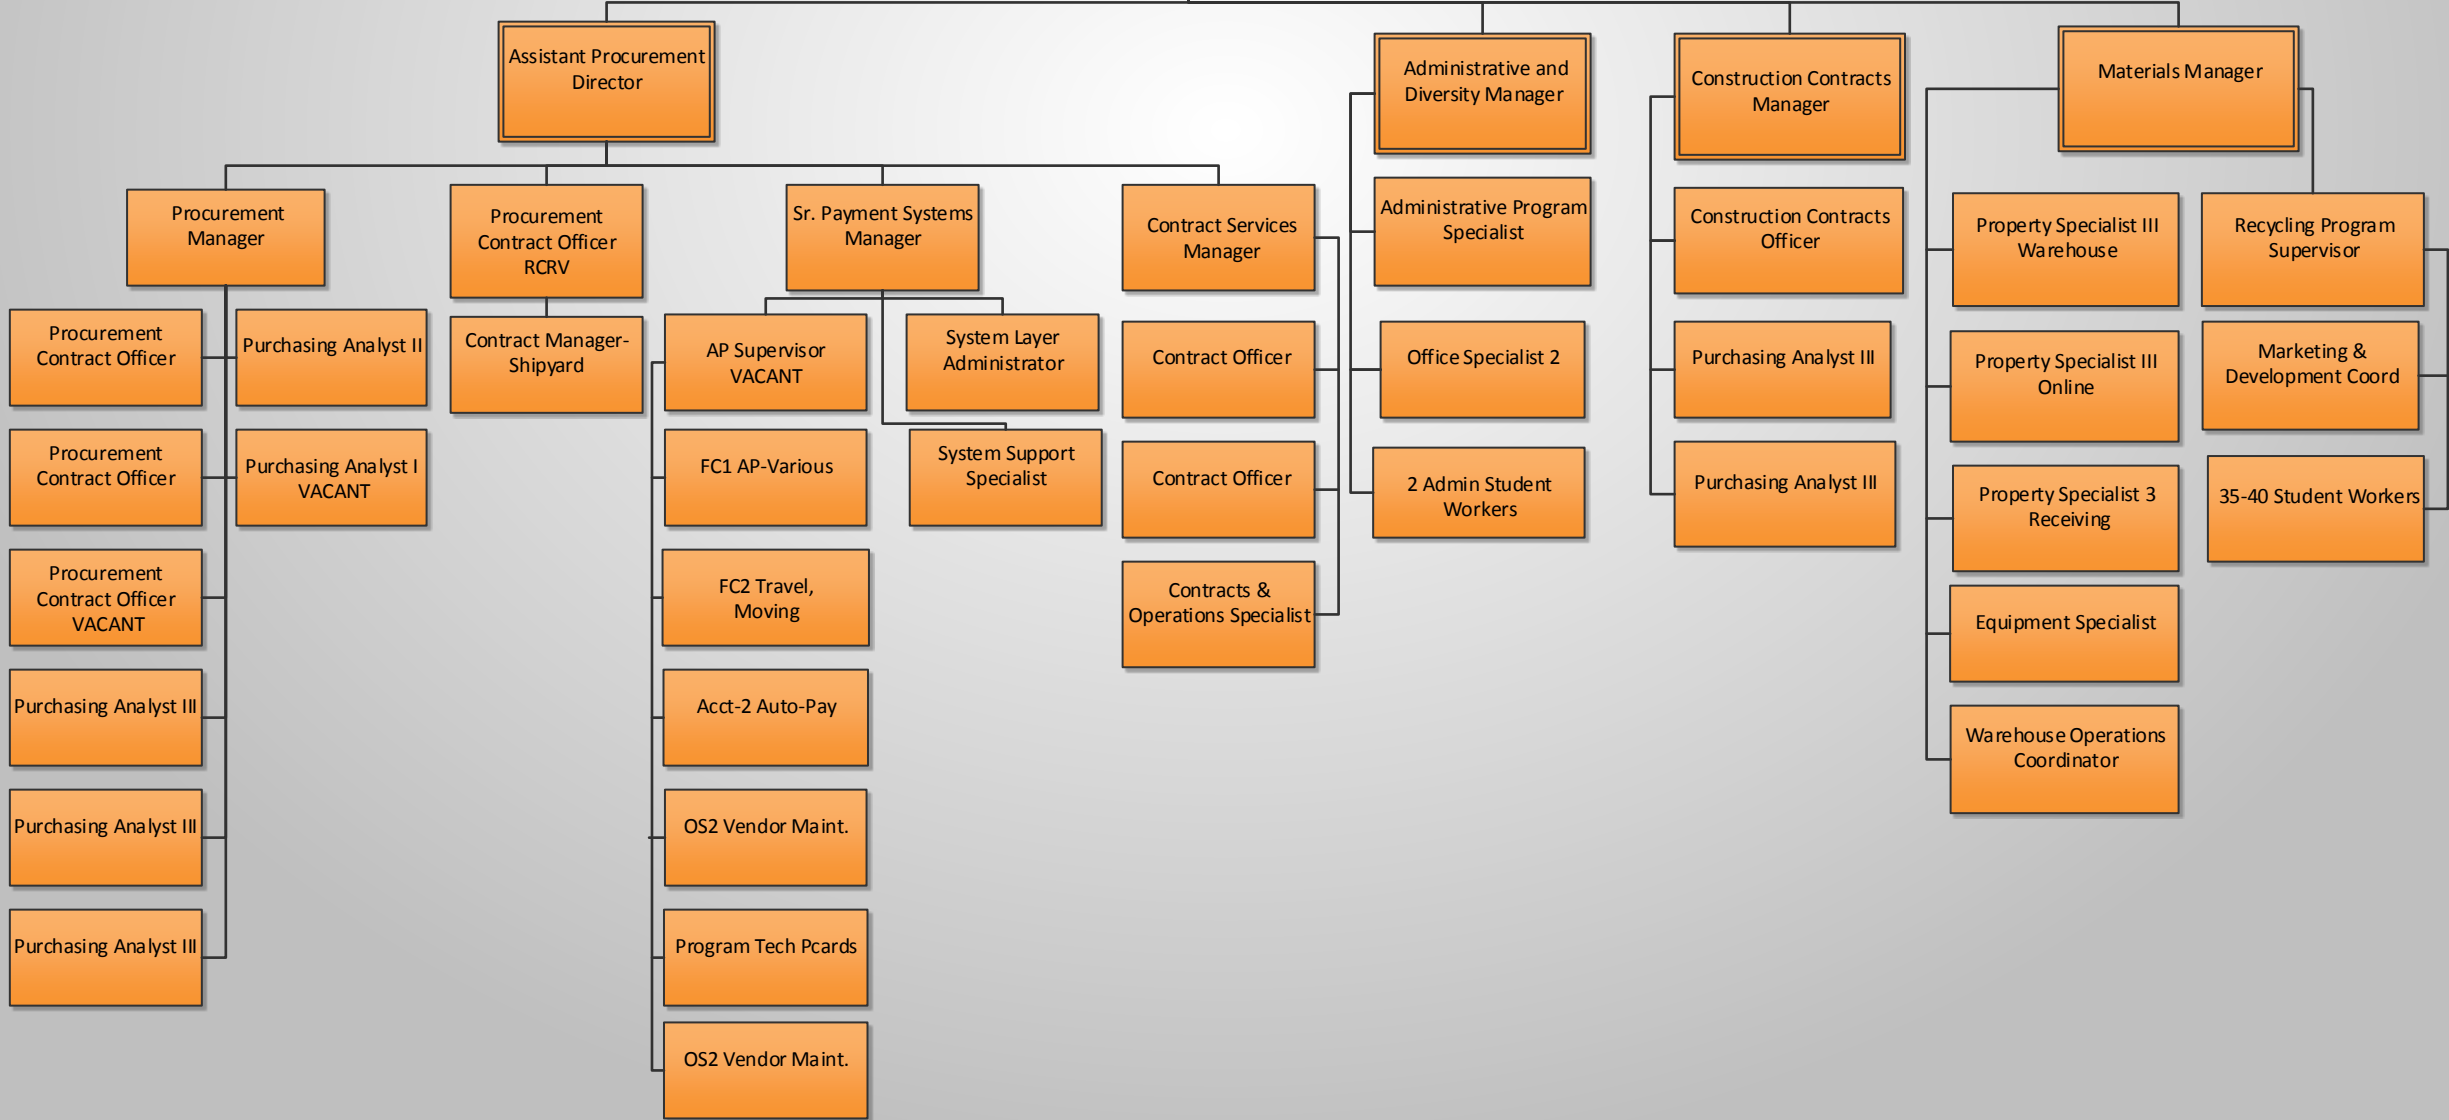 Assistant Procurement
Director
Administrative and
Diversity Manager
Construction Contracts
Manager
Materials Manager
Procurement
Manager
Procurement
Contract Officer
RCRV
Sr. Payment Systems
Manager
Contract Services
Manager
Administrative Program
Specialist
Construction Contracts
Officer
Property Specialist III
Warehouse
Recycling Program
Supervisor
Procurement
Contract Officer
Purchasing Analyst II
Contract Manager-
Shipyard
AP Supervisor
VACANT
System Layer
Administrator
Contract Officer
Office Specialist 2
Purchasing Analyst III
Property Specialist III
Online
Marketing &
Development Coord
Procurement
Contract Officer
Purchasing Analyst I
VACANT
FC1 AP-Various
System Support
Specialist
Contract Officer
2 Admin Student
Workers
Purchasing Analyst III
Property Specialist 3
Receiving
35-40 Student Workers
Procurement
Contract Officer
VACANT
FC2 Travel,
Moving
Contracts &
Operations Specialist
Equipment Specialist
Purchasing Analyst III
Acct-2 Auto-Pay
Warehouse Operations
Coordinator
Purchasing Analyst III
OS2 Vendor Maint.
Purchasing Analyst III
Program Tech Pcards
OS2 Vendor Maint.